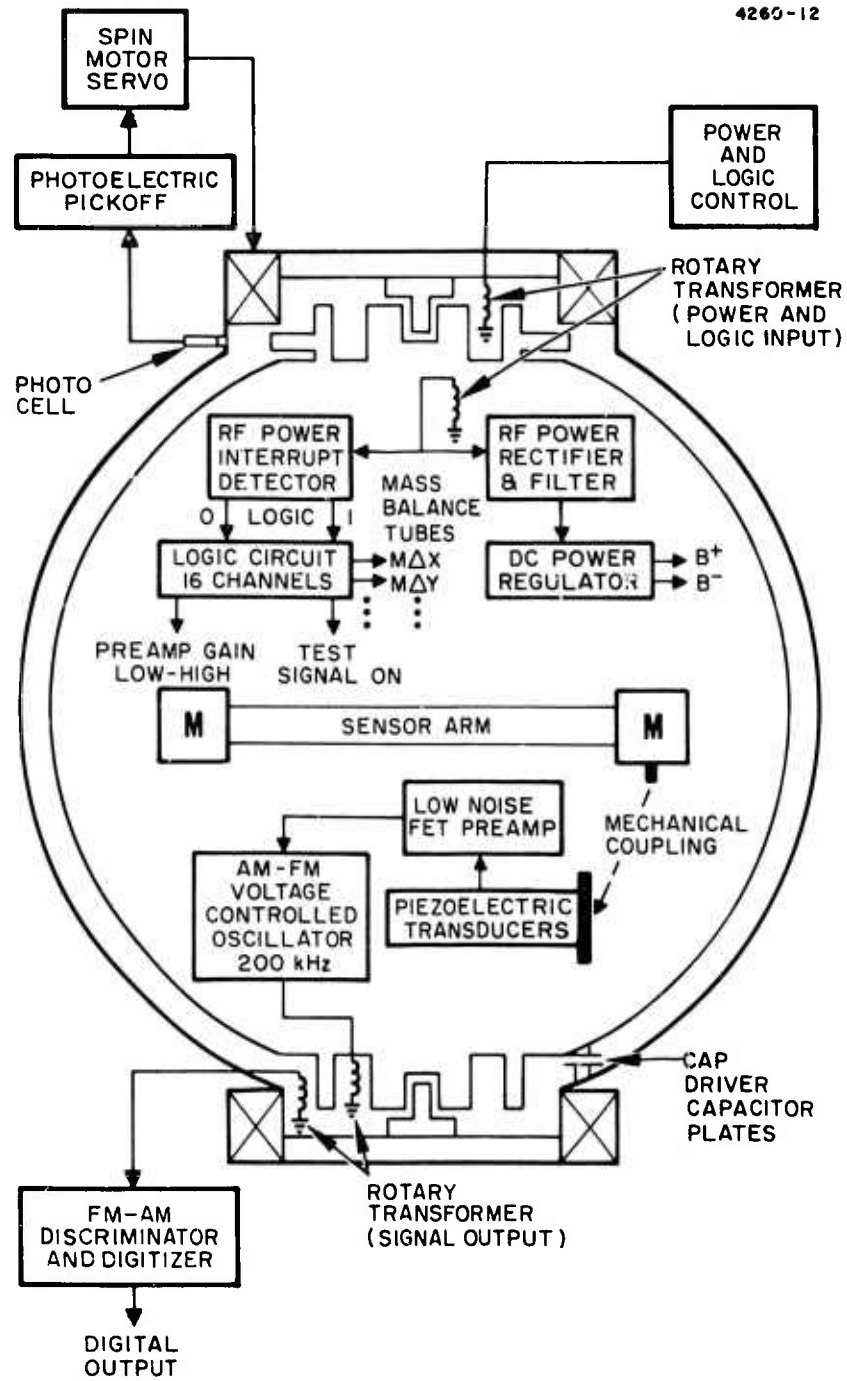 4260-12
SPIN
MOTOR
SERVO
PHOTOELECTRIC
PICKOFF
POWER
AND
LOGIC
CONTROL
ROTARY
TRANSFORMER
(POWER AND
LOGIC INPUT)
PHOTO
CELL
RF POWER
INTERRUPT
DETECTOR
RF POWER
RECTIFIER
& FILTER
MASS
BALANCE
TUBES
O LOGIC I
LOGIC CIRCUIT
16 CHANNELS
M∆X
M∆Y
DC POWER
REGULATOR
B+
B-
PREAMP GAIN
LOW-HIGH
TEST
SIGNAL ON
M
SENSOR ARM
M
LOW NOISE
FET PREAMP
MECHANICAL
COUPLING
AM-FM
VOLTAGE
CONTROLLED
OSCILLATOR
200 kHz
PIEZOELECTRIC
TRANSDUCERS
CAP
DRIVER
CAPACITOR
PLATES
ROTARY
TRANSFORMER
(SIGNAL OUTPUT)
FM-AM
DISCRIMINATOR
AND DIGITIZER
DIGITAL
OUTPUT